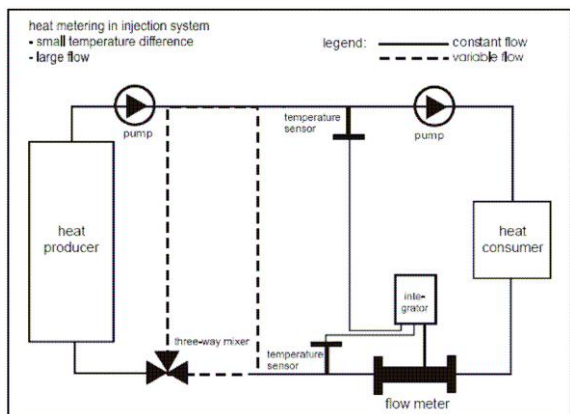 heat metering in injection system
- small temperature difference
- large flow
legend:
constant flow
variable flow
pump
temperature
sensor
pump
heat
producer
heat
consumer
inte-
grator
three-way mixer
temperature
sensor
flow meter